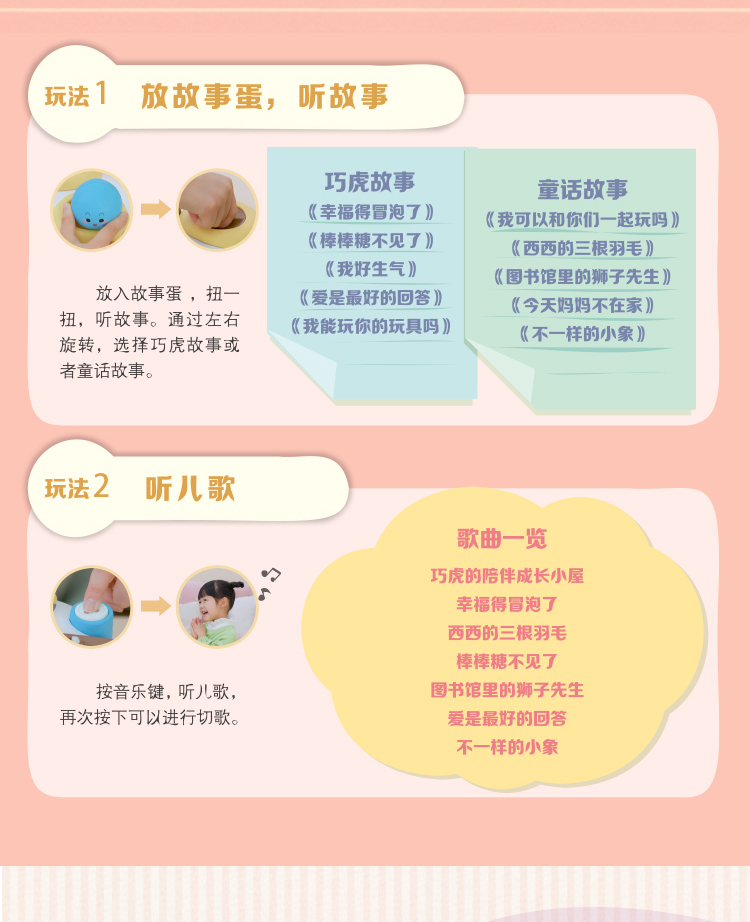 玩法1 放故事蛋，听故事
放入故事蛋，扭一
扭，听故事。通过左右
旋转，选择巧虎故事或
者童话故事。
巧虎故事
《幸福得冒泡了》
《棒棒糖不见了》
《我好生气》
《爱是最好的回答》
《我能玩你的玩具吗》
童话故事
《我可以和你们一起玩吗》
《西西的三根羽毛》
《图书馆里的狮子先生》
《今天妈妈不在家》
《不一样的小象》
玩法2 听儿歌
按音乐键，听儿歌，
再次按下可以进行切歌。
歌曲一览
巧虎的陪伴成长小屋
幸福得冒泡了
西西的三根羽毛
棒棒糖不见了
图书馆里的狮子先生
爱是最好的回答
不一样的小象